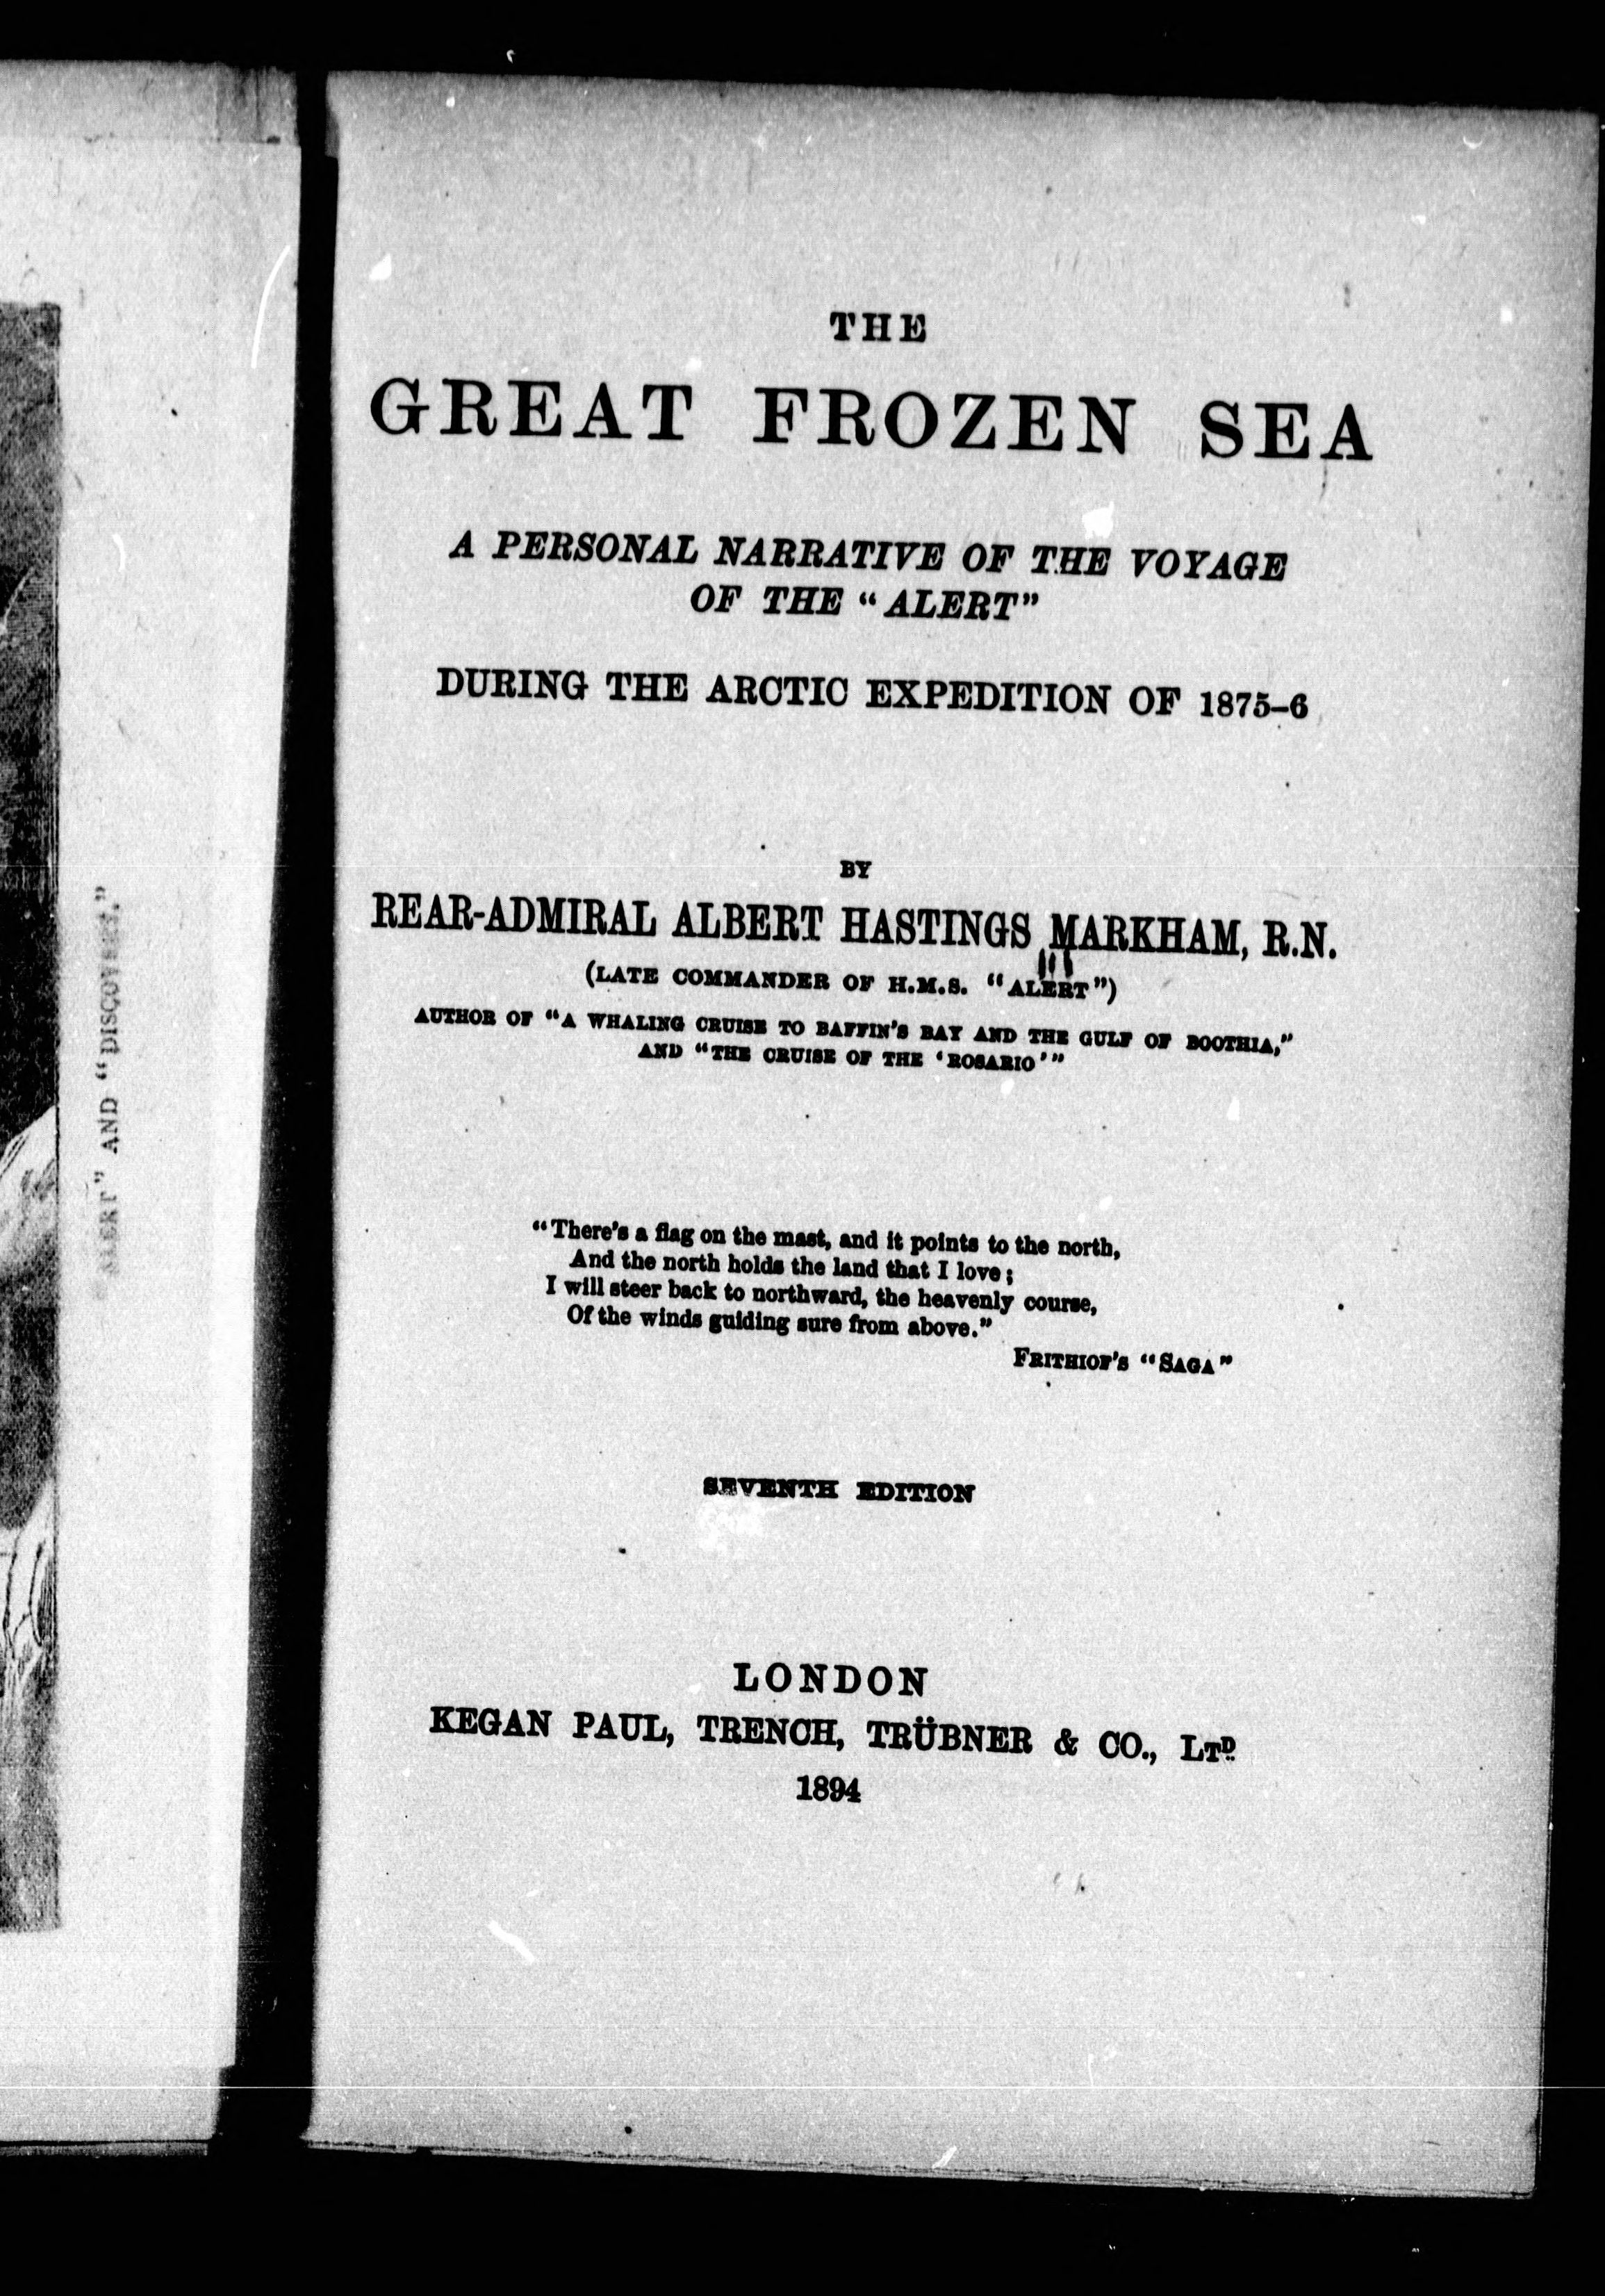 "ALERT" AND "DISCOVERY."
THE
GREAT FROZEN SEA
A PERSONAL NARRATIVE OF THE VOYAGE
OF THE “ALERT”
DURING THE ARCTIC EXPEDITION OF 1875–6
BY
REAR-ADMIRAL ALBERT HASTINGS MARKHAM, R.N.
(LATE COMMANDER OF H.M.S. “ALERT”)
AUTHOR OF “A WHALING CRUISE TO BAFFIN’S BAY AND THE GULF OF BOOTHIA,”
AND “THE CRUISE OF THE ‘ROSARIO’”
“There’s a flag on the mast, and it points to the north,
And the north holds the land that I love;
I will steer back to northward, the heavenly course,
Of the winds guiding sure from above.”
FRITHIOF’S “SAGA”
SEVENTH EDITION
LONDON
KEGAN PAUL, TRENCH, TRÜBNER & CO., LTD.
1894